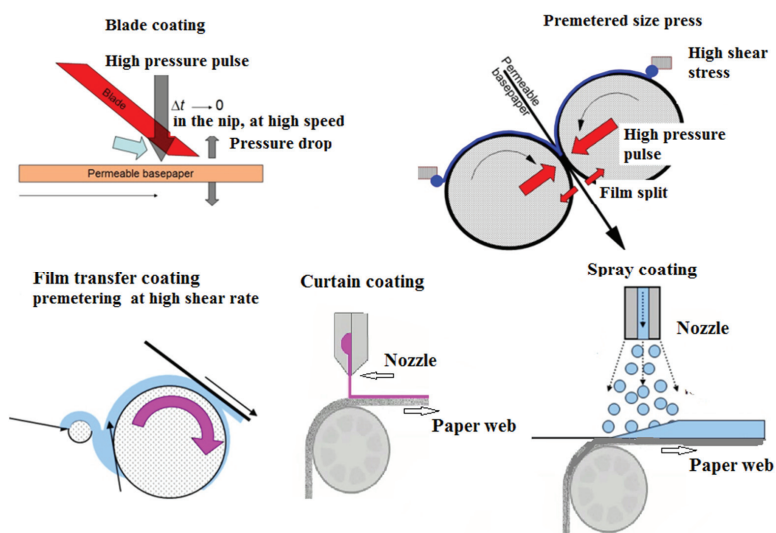 Blade coating
High pressure pulse
Blade
Δt → 0
in the nip, at high speed
Pressure drop
Permeable basepaper
Premetered size press
Permeable
basepaper
High shear
stress
High pressure
pulse
Film split
Film transfer coating
premetering at high shear rate
Curtain coating
Nozzle
Paper web
Spray coating
Nozzle
Paper web